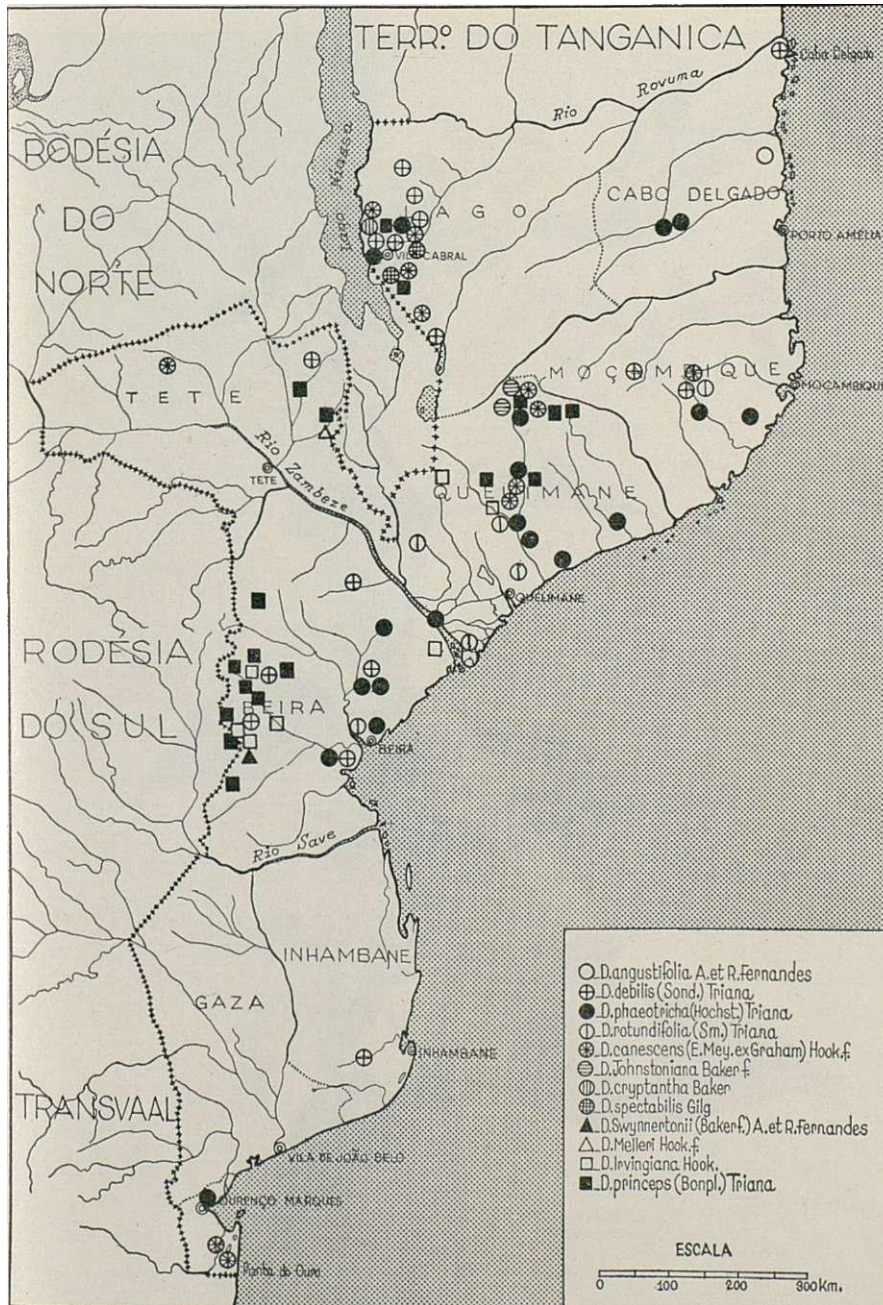 TERR.º DO TANGANICA
Cabo Delgado
Rio Rovuma
RODÉSIA
DO
NORTE
Lago Niassa
LAGO
CABO DELGADO
VILA CABRAL
PORTO AMÉLIA
MOÇAMBIQUE
MOÇAMBIQUE
TETE
TETE
Rio Zambeze
QUELIMANE
QUELIMANE
RODÉSIA
DO SUL
BEIRA
BEIRA
Rio Save
INHAMBANE
GAZA
INHAMBANE
TRANSVAAL
VILA DE JOÃO BELO
LOURENÇO MARQUES
Ponta do Ouro
D.angustifolia A.et R.Fernandes
D.debilis (Sond.) Triana
D.phaeotricha (Hochst.) Triana
D.rotundifolia (Sm.) Triana
D.canescens (E.Mey.ex Graham) Hook.f.
D.Johnstoniana Baker f.
D.cryptantha Baker
D.spectabilis Gilg
D.Swynnertonii (Baker f.) A.et R.Fernandes
D.Melleri Hook.f.
D.Irvingiana Hook.
D.princeps (Bonpl.) Triana
ESCALA
0 100 200 300 Km.